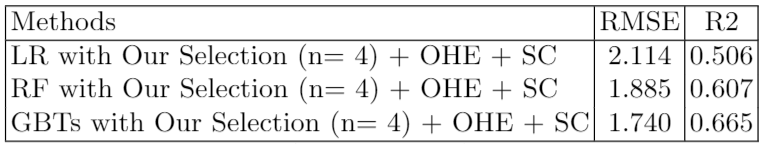 Methods RMSE R2
LR with Our Selection (n= 4) + OHE + SC 2.114 0.506
RF with Our Selection (n= 4) + OHE + SC 1.885 0.607
GBTs with Our Selection (n= 4) + OHE + SC 1.740 0.665